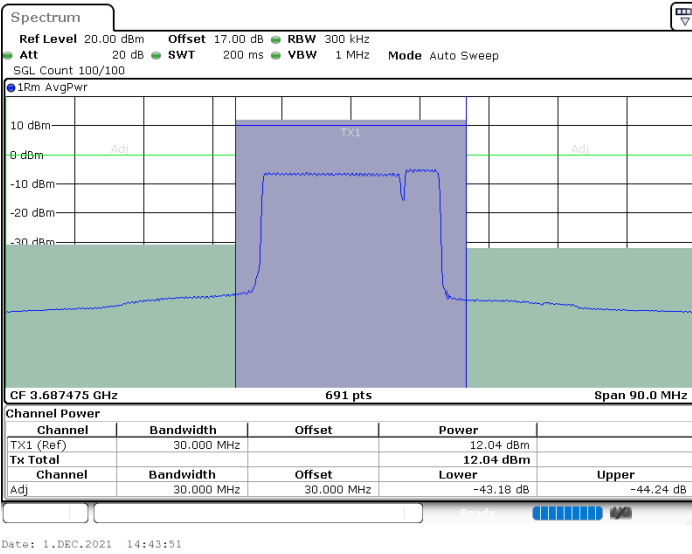 Spectrum
Ref Level 20.00 dBm Offset 17.00 dB RBW 300 kHz
Att 20 dB SWT 200 ms VBW 1 MHz Mode Auto Sweep
SGL Count 100/100
1Rm AvgPwr
10 dBm
TX1
Adj Adj
0 dBm
-10 dBm
-20 dBm
-30 dBm
CF 3.687475 GHz 691 pts Span 90.0 MHz
Channel Power
Channel Bandwidth Offset Power
TX1 (Ref) 30.000 MHz 12.04 dBm
Tx Total 12.04 dBm
Channel Bandwidth Offset Lower Upper
Adj 30.000 MHz 30.000 MHz -43.18 dB -44.24 dB
Ready
Date: 1.DEC.2021 14:43:51